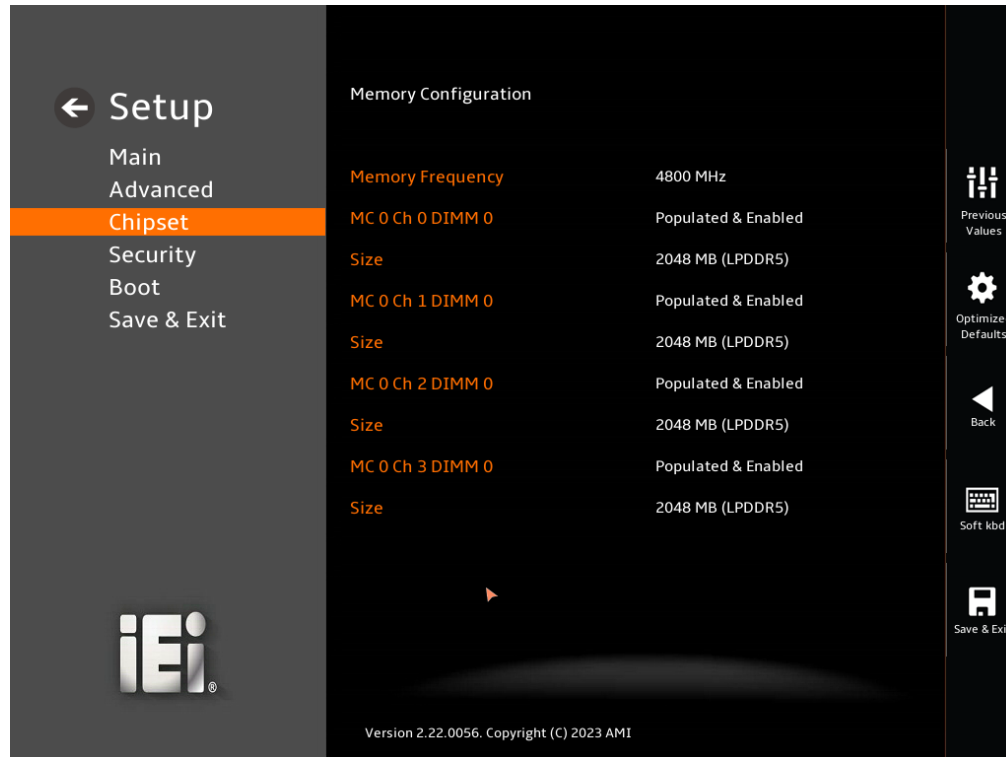 Setup
Main
Advanced
Chipset
Security
Boot
Save & Exit
iEi®
Memory Configuration
Memory Frequency 4800 MHz
MC 0 Ch 0 DIMM 0 Populated & Enabled
Size 2048 MB (LPDDR5)
MC 0 Ch 1 DIMM 0 Populated & Enabled
Size 2048 MB (LPDDR5)
MC 0 Ch 2 DIMM 0 Populated & Enabled
Size 2048 MB (LPDDR5)
MC 0 Ch 3 DIMM 0 Populated & Enabled
Size 2048 MB (LPDDR5)
Version 2.22.0056. Copyright (C) 2023 AMI
Previous
Values
Optimize
Defaults
Back
Soft kbd
Save & Exi